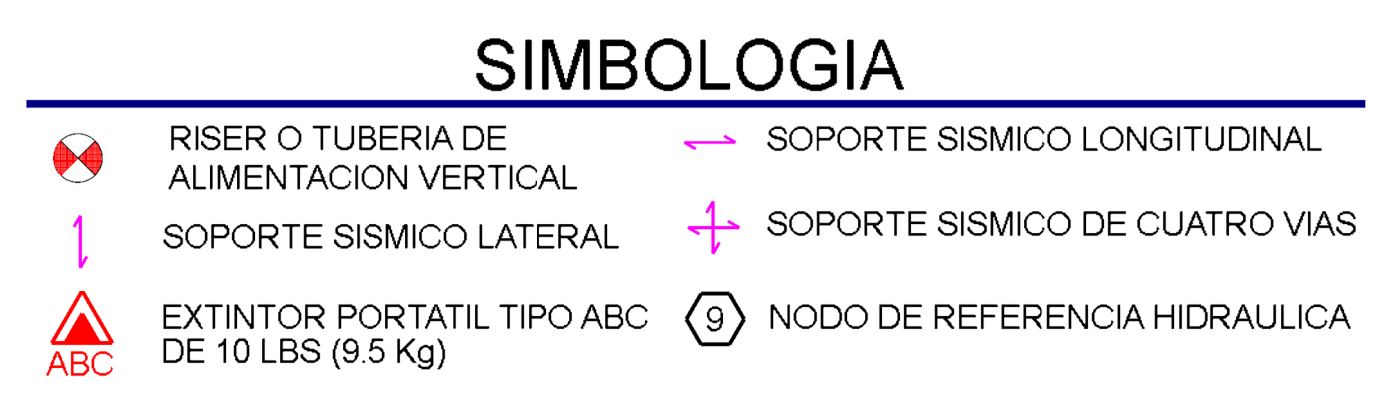 SIMBOLOGIA
RISER O TUBERIA DE
ALIMENTACION VERTICAL
SOPORTE SISMICO LATERAL
ABC
EXTINTOR PORTATIL TIPO ABC
DE 10 LBS (9.5 Kg)
SOPORTE SISMICO LONGITUDINAL
SOPORTE SISMICO DE CUATRO VIAS
9
NODO DE REFERENCIA HIDRAULICA